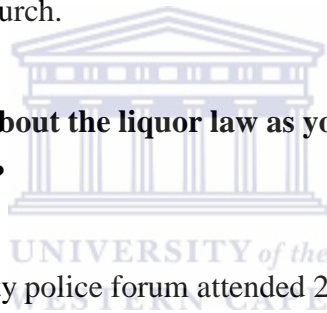 urch.
bout the liquor law as yo
UNIVERSITY of the
y police forum attended 2
WESTERN CAPE